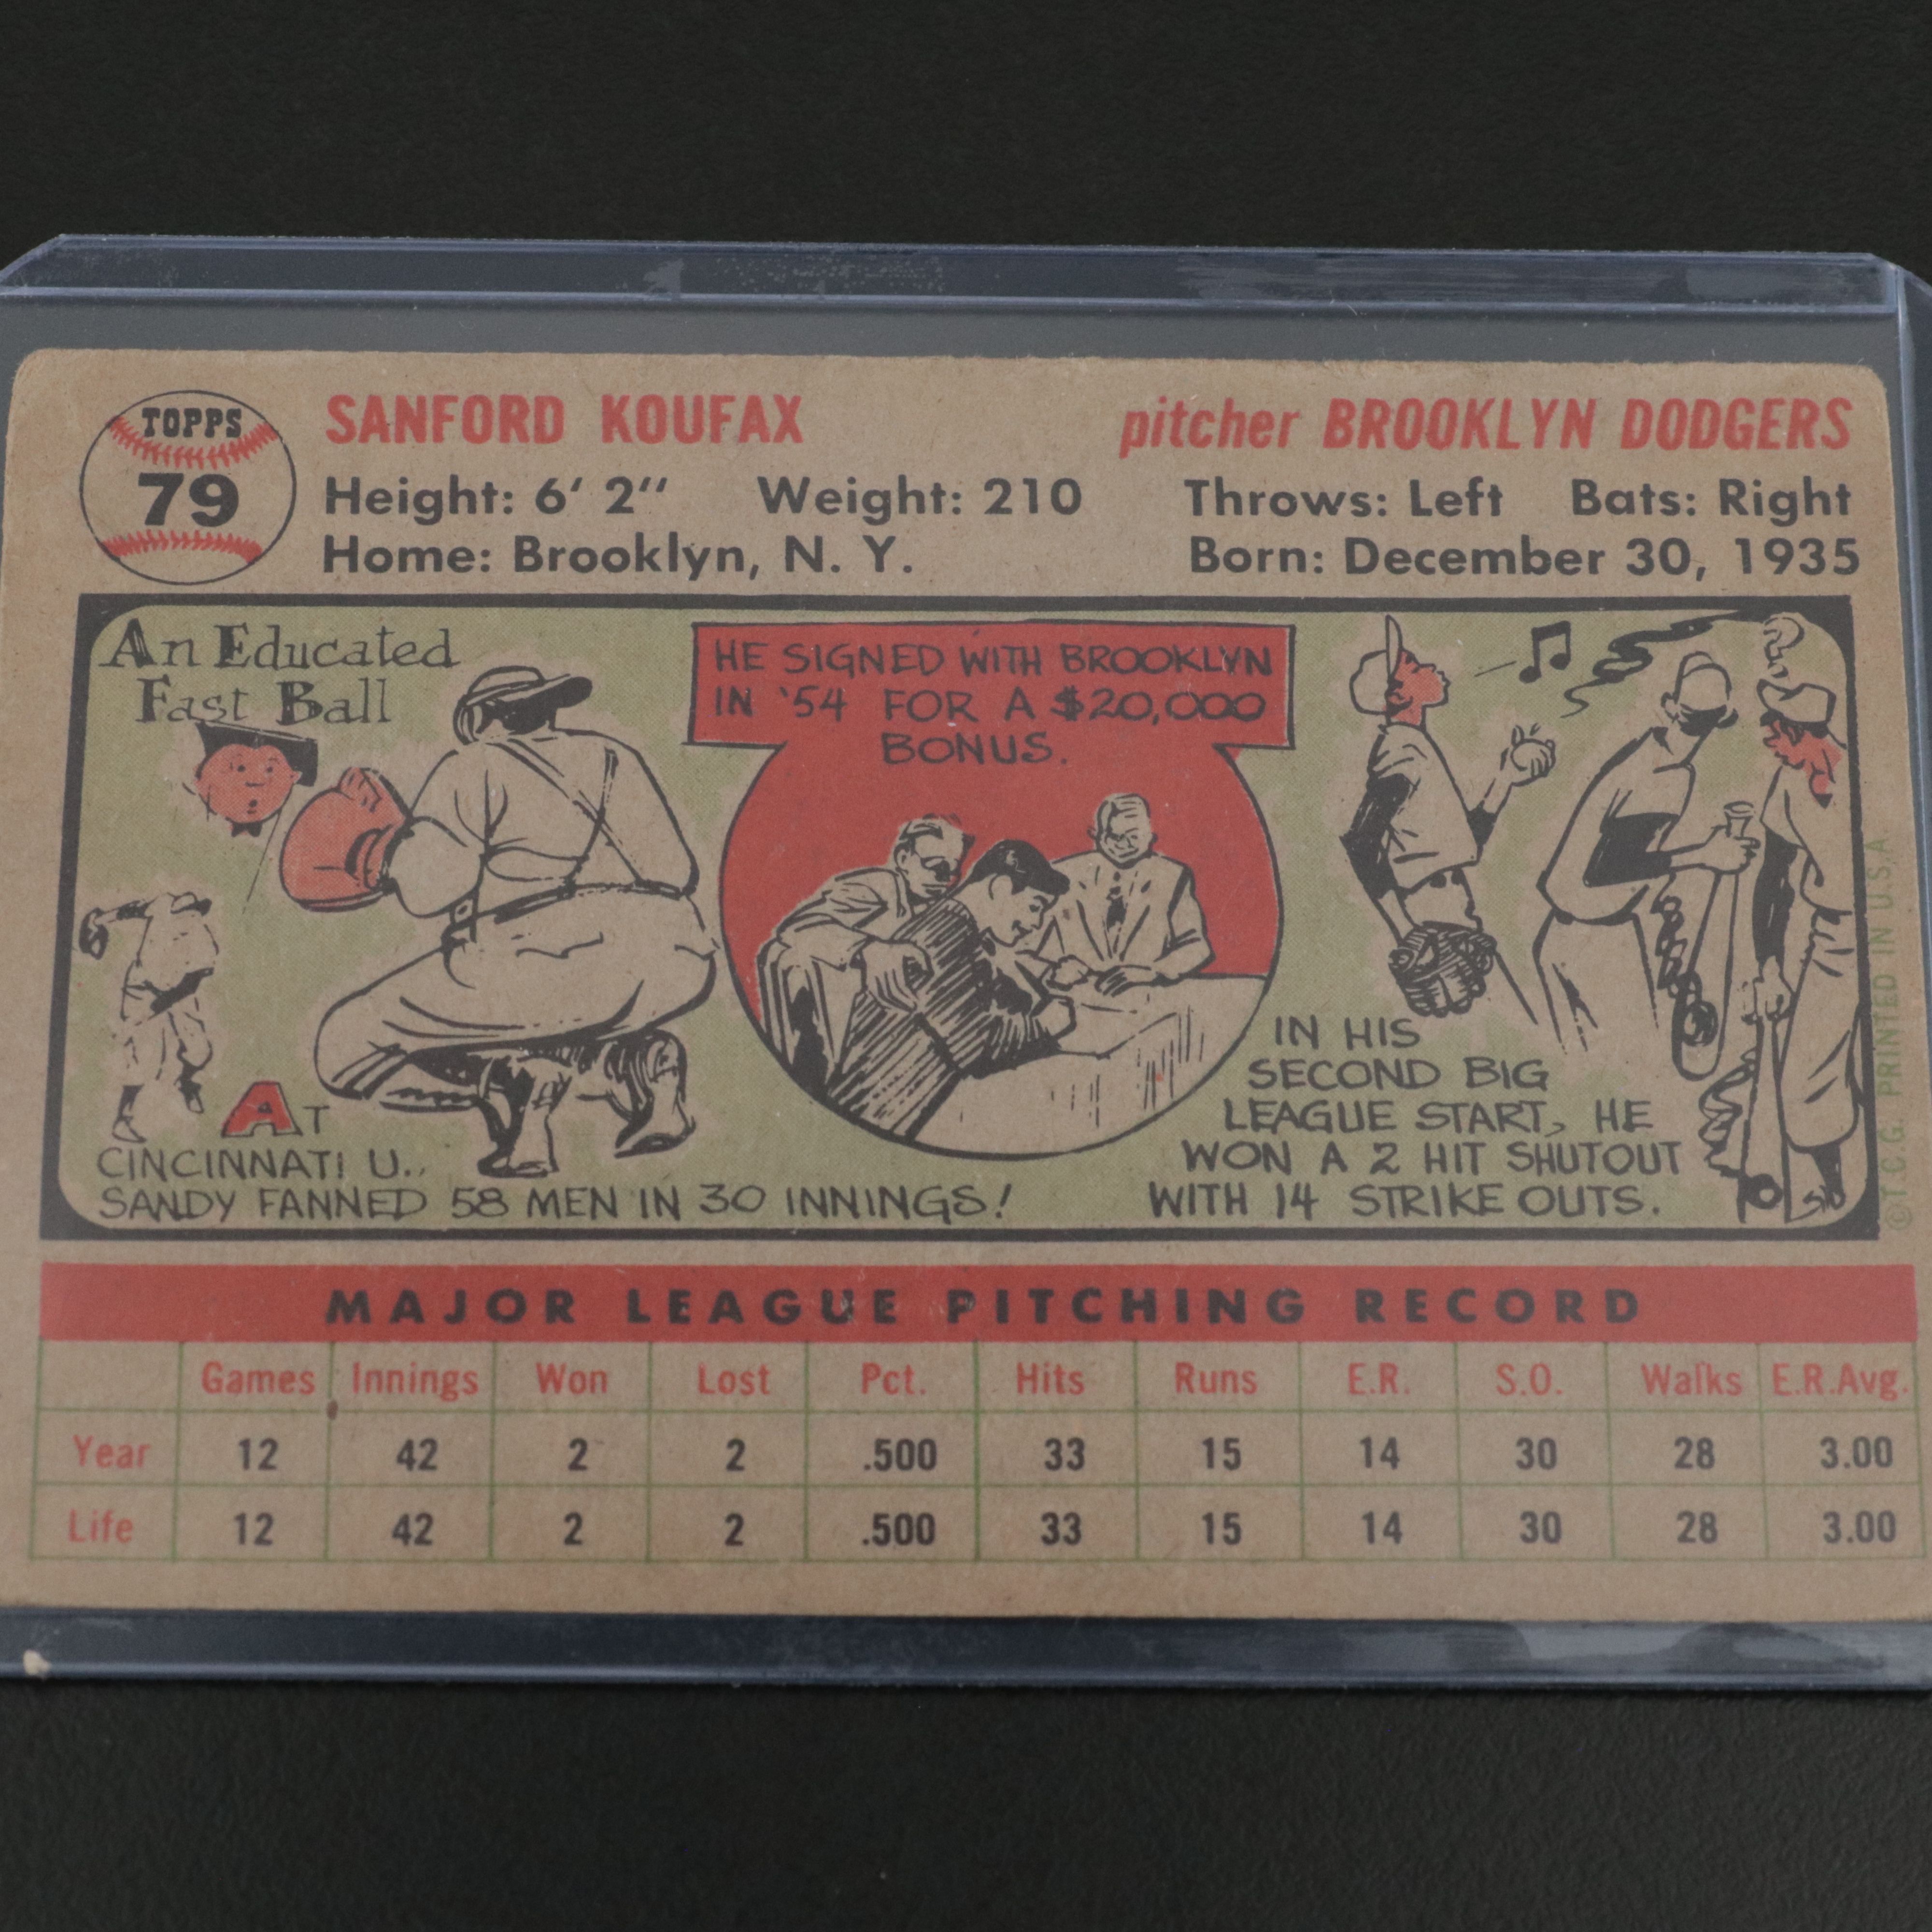 TOPPS
79
SANFORD KOUFAX
pitcher BROOKLYN DODGERS
Height: 6' 2" Weight: 210 Throws: Left Bats: Right
Home: Brooklyn, N. Y. Born: December 30, 1935
An Educated
Fast Ball
AT
CINCINNATI U.,
SANDY FANNED 58 MEN IN 30 INNINGS!
HE SIGNED WITH BROOKLYN
IN '54 FOR A $20,000
BONUS.
IN HIS
SECOND BIG
LEAGUE START, HE
WON A 2 HIT SHUTOUT
WITH 14 STRIKE OUTS.
©T.C.G. PRINTED IN U.S.A.
MAJOR LEAGUE PITCHING RECORD
Games Innings Won Lost Pct. Hits Runs E.R. S.O. Walks E.R.Avg.
Year 12 42 2 2 .500 33 15 14 30 28 3.00
Life 12 42 2 2 .500 33 15 14 30 28 3.00